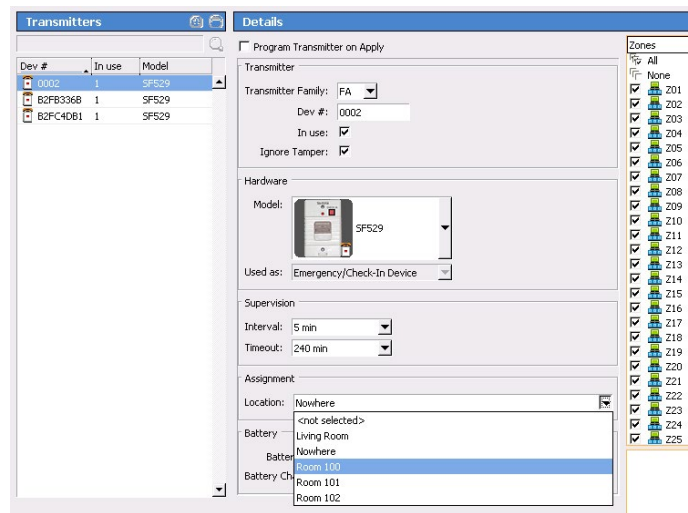 Transmitters
Dev # In use Model
0002 1 SF529
B2FB336B 1 SF529
B2FC4DB1 1 SF529
Details
Program Transmitter on Apply
Transmitter
Transmitter Family: FA
Dev #: 0002
In use:
Ignore Tamper:
Hardware
Model: SF529
Used as: Emergency/Check-In Device
Supervision
Interval: 5 min
Timeout: 240 min
Assignment
Location: Nowhere
<not selected>
Living Room
Nowhere
Room 100
Room 101
Room 102
Battery
Batter
Battery Ch
Zones
All
None
Z01
Z02
Z03
Z04
Z05
Z06
Z07
Z08
Z09
Z10
Z11
Z12
Z13
Z14
Z15
Z16
Z17
Z18
Z19
Z20
Z21
Z22
Z23
Z24
Z25